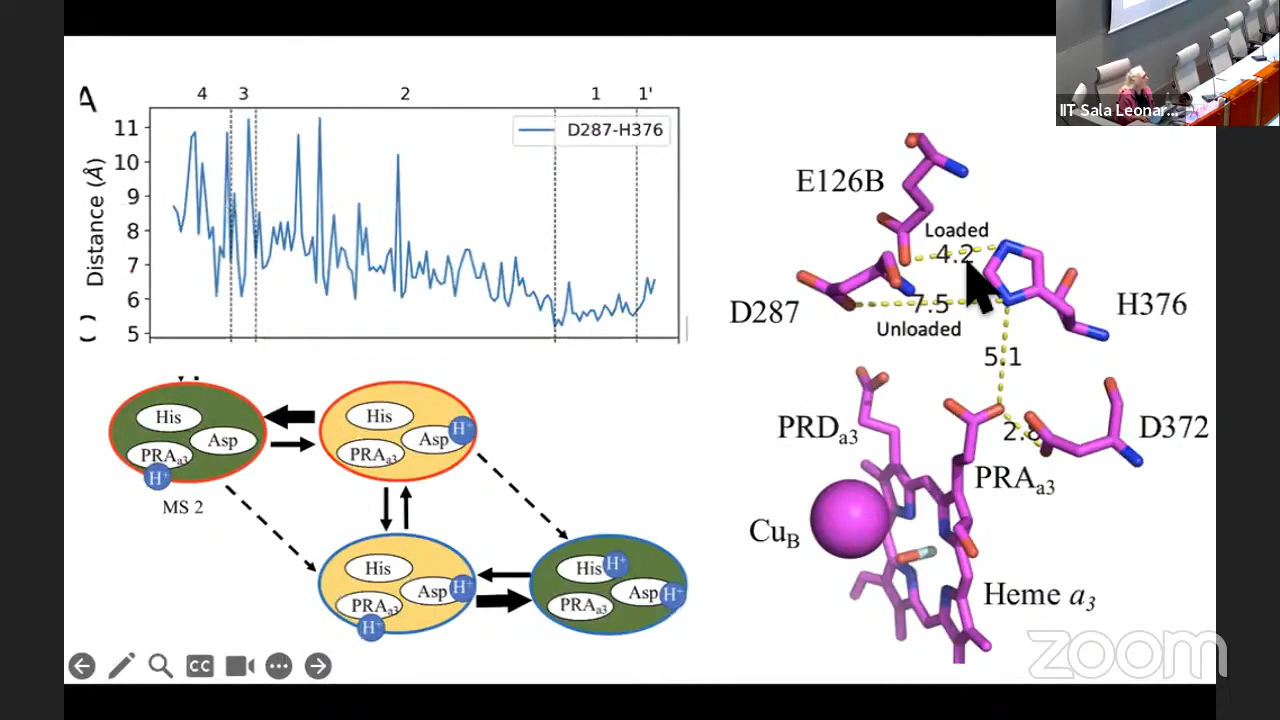 A
4 3 2 1 1'
D287-H376
Distance (Å)
11
10
9
8
7
6
5
His
Asp
PRAa3
H+
MS 2
His
Asp
H+
PRAa3
His
Asp
H+
PRAa3
H+
His
H+
Asp
H+
PRAa3
E126B
Loaded
4.2
D287
7.5
Unloaded
H376
5.1
PRDa3
2.8
D372
PRAa3
CuB
Heme a3
CC
zoom
IIT Sala Leonar...